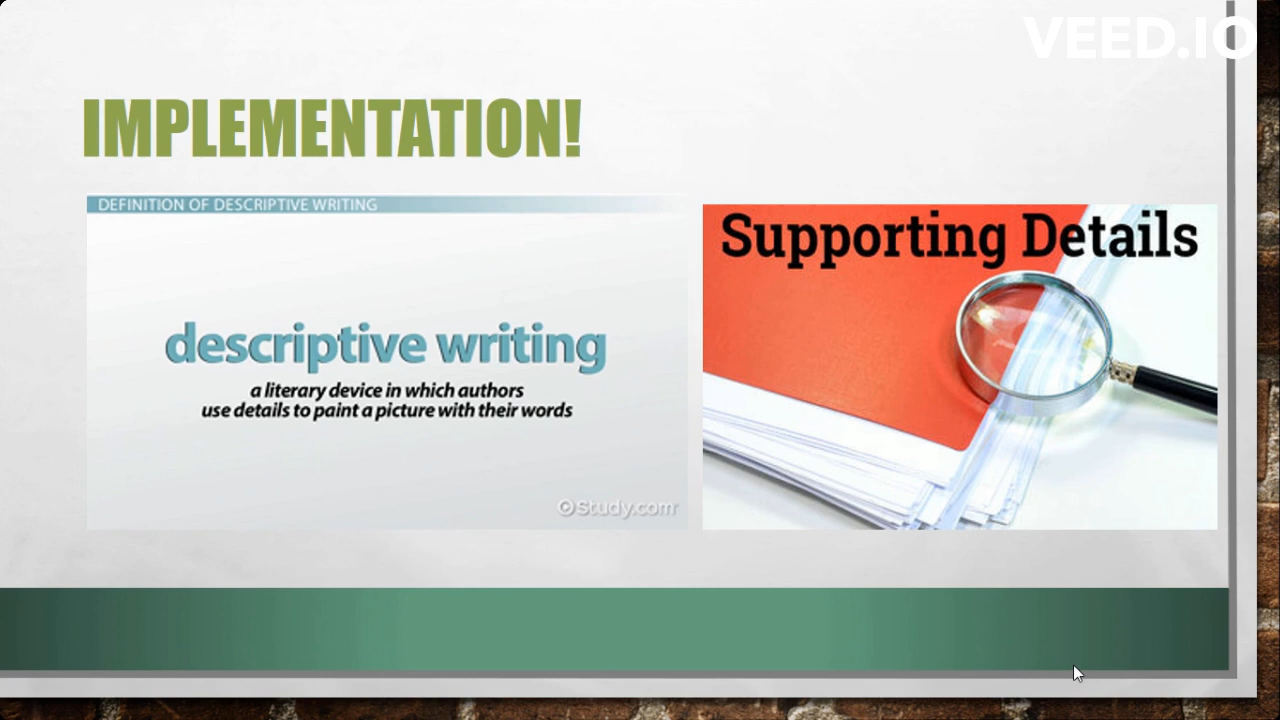 VEED.IO
IMPLEMENTATION!
DEFINITION OF DESCRIPTIVE WRITING
descriptive writing
a literary device in which authors
use details to paint a picture with their words
Study.com
Supporting Details